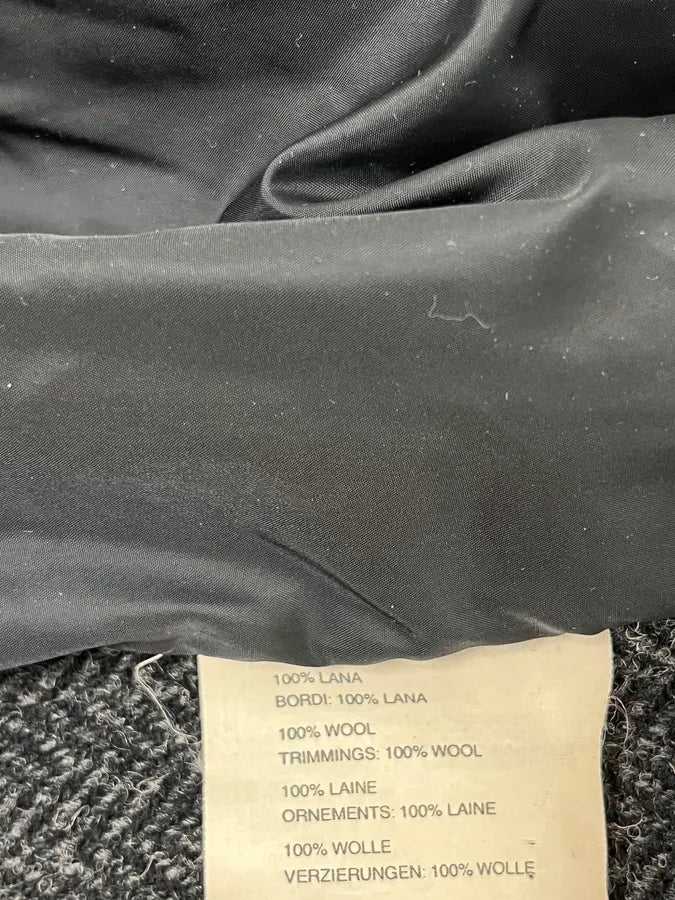 100% LANA
BORDI: 100% LANA
100% WOOL
TRIMMINGS: 100% WOOL
100% LAINE
ORNEMENTS: 100% LAINE
100% WOLLE
VERZIERUNGEN: 100% WOLLE